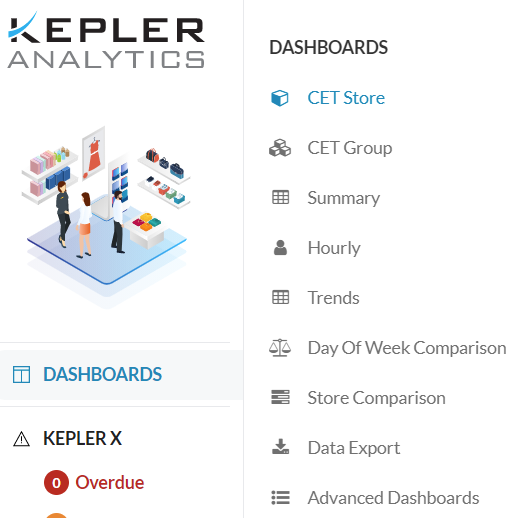 KEPLER
ANALYTICS
DASHBOARDS
KEPLER X
0 Overdue
DASHBOARDS
CET Store
CET Group
Summary
Hourly
Trends
Day Of Week Comparison
Store Comparison
Data Export
Advanced Dashboards